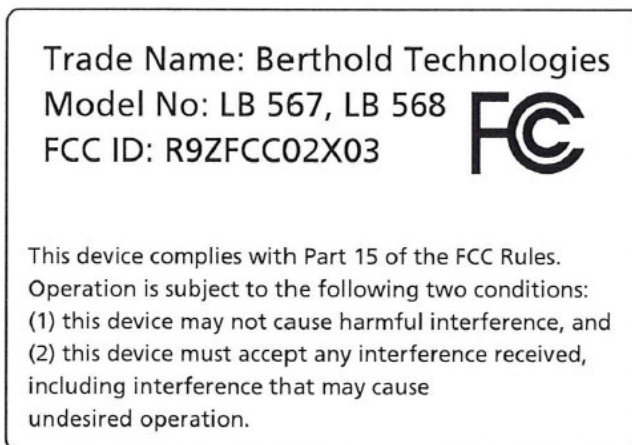 Trade Name: Berthold Technologies
Model No: LB 567, LB 568
FCC ID: R9ZFCC02X03
FC
This device complies with Part 15 of the FCC Rules.
Operation is subject to the following two conditions:
(1) this device may not cause harmful interference, and
(2) this device must accept any interference received,
including interference that may cause
undesired operation.